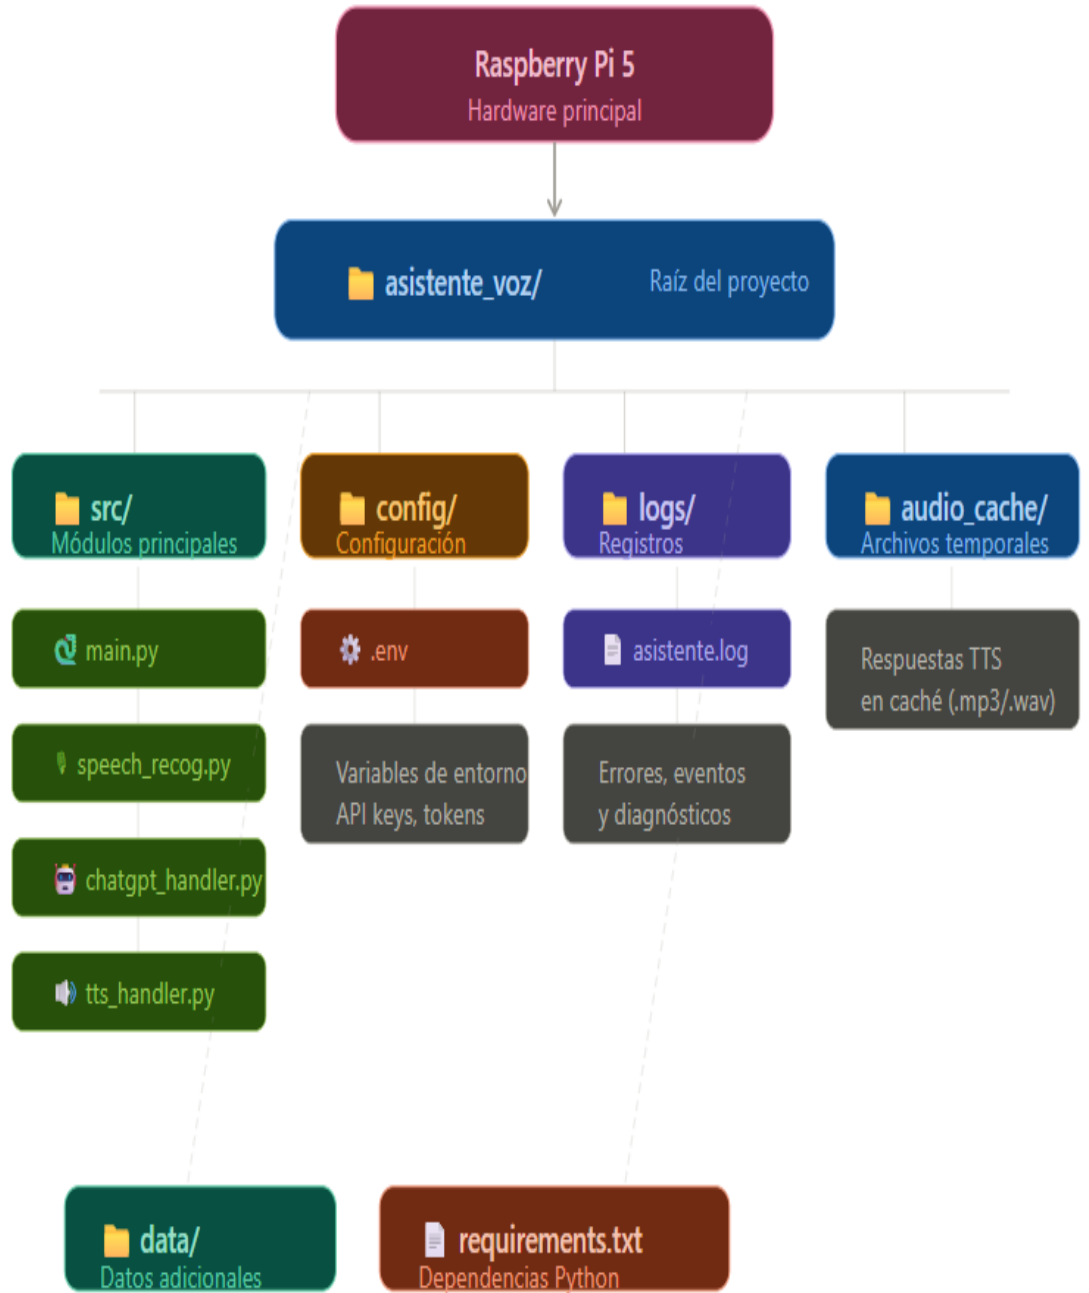 Raspberry Pi 5
Hardware principal
asistente_voz/
Raíz del proyecto
src/
Módulos principales
config/
Configuración
logs/
Registros
audio_cache/
Archivos temporales
main.py
speech_recog.py
chatgpt_handler.py
tts_handler.py
.env
Variables de entorno
API keys, tokens
asistente.log
Errores, eventos
y diagnósticos
Respuestas TTS
en caché (.mp3/.wav)
data/
Datos adicionales
requirements.txt
Dependencias Python